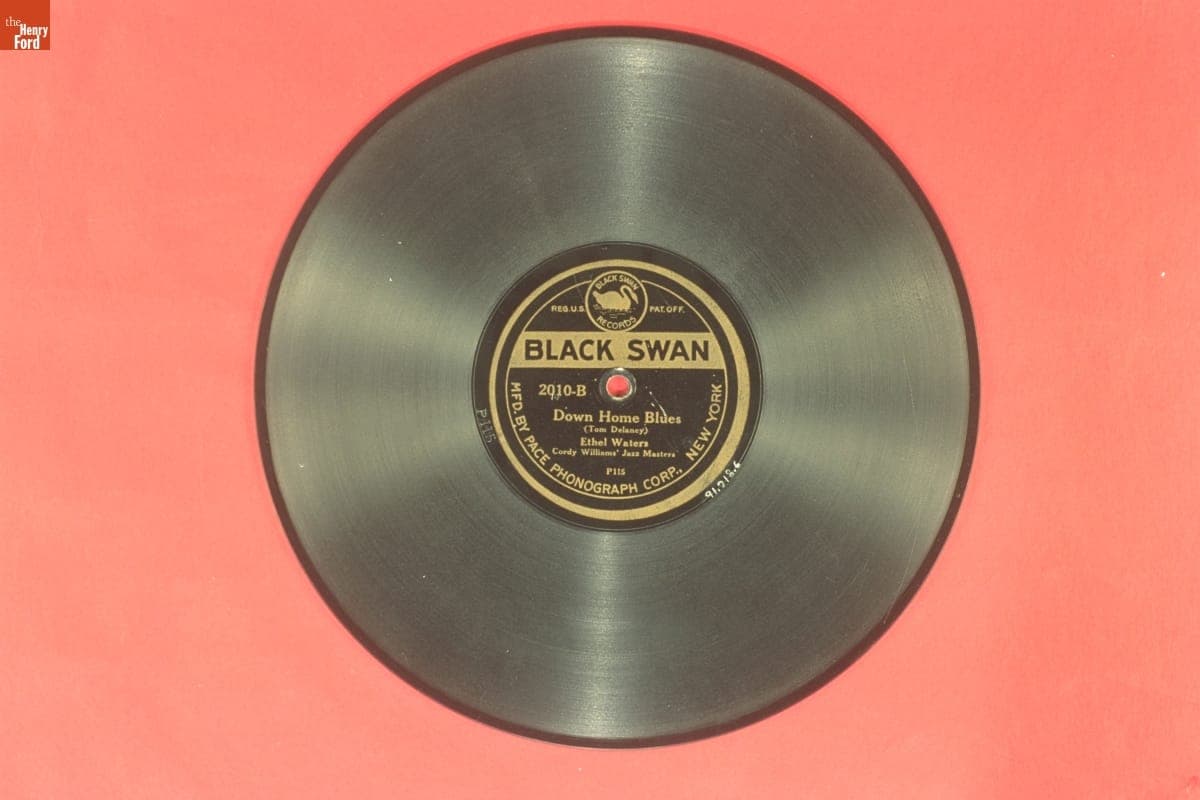 the
Henry
Ford
BLACK SWAN
RECORDS
REG. U.S. PAT. OFF.
BLACK SWAN
2010-B
Down Home Blues
(Tom Delaney)
Ethel Waters
Cordy Williams' Jazz Masters
P115
MFD. BY PACE PHONOGRAPH CORP., NEW YORK
P115
91.218.6